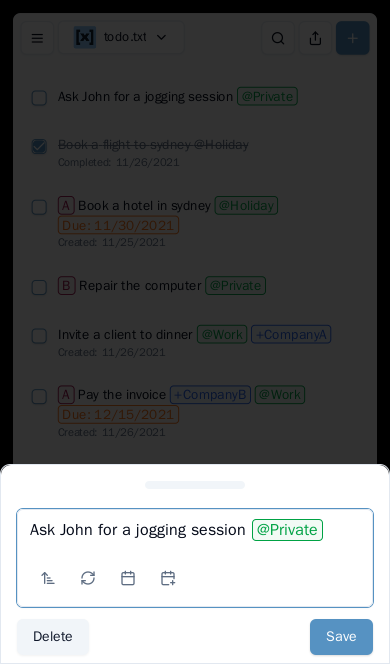 [x] todo.txt
Ask John for a jogging session @Private
Book a flight to sydney @Holiday
Completed: 11/26/2021
A Book a hotel in sydney @Holiday
Due: 11/30/2021
Created: 11/25/2021
B Repair the computer @Private
Invite a client to dinner @Work +CompanyA
Created: 11/26/2021
A Pay the invoice +CompanyB @Work
Due: 12/15/2021
Created: 11/26/2021
Ask John for a jogging session @Private
Delete Save